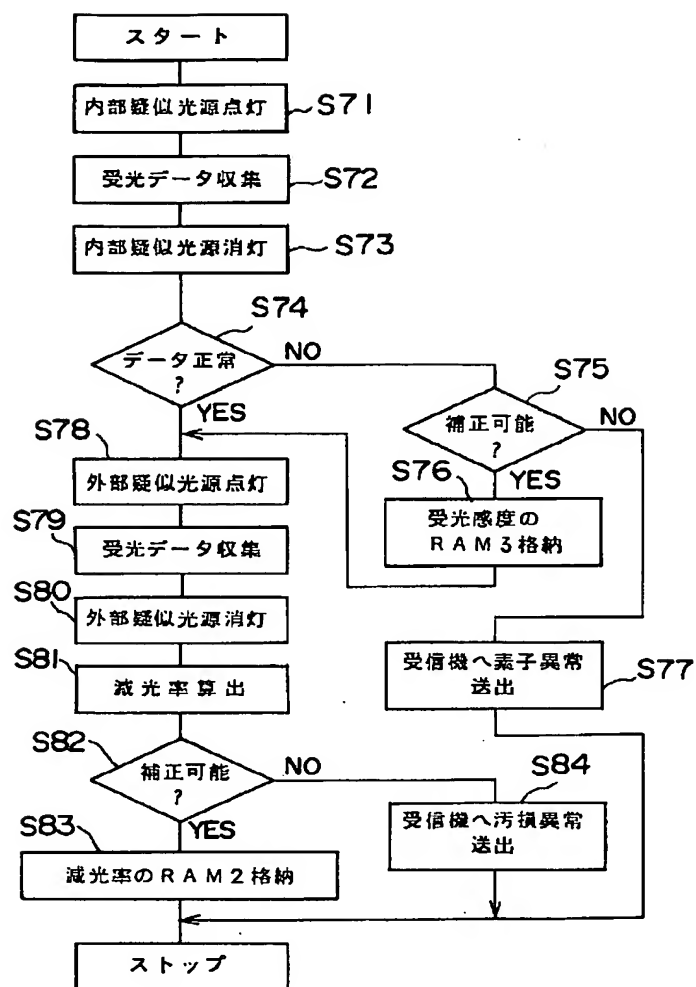 スタート
内部疑似光源点灯
S71
受光データ収集
S72
内部疑似光源消灯
S73
S74
データ正常
?
NO
YES
S75
補正可能
?
NO
YES
S76
受光感度の
RAM3格納
S78
外部疑似光源点灯
S79
受光データ収集
S80
外部疑似光源消灯
S81
減光率算出
受信機へ素子異常
送出
S77
S82
補正可能
?
NO
YES
S84
受信機へ汚損異常
送出
S83
減光率のRAM2格納
ストップ